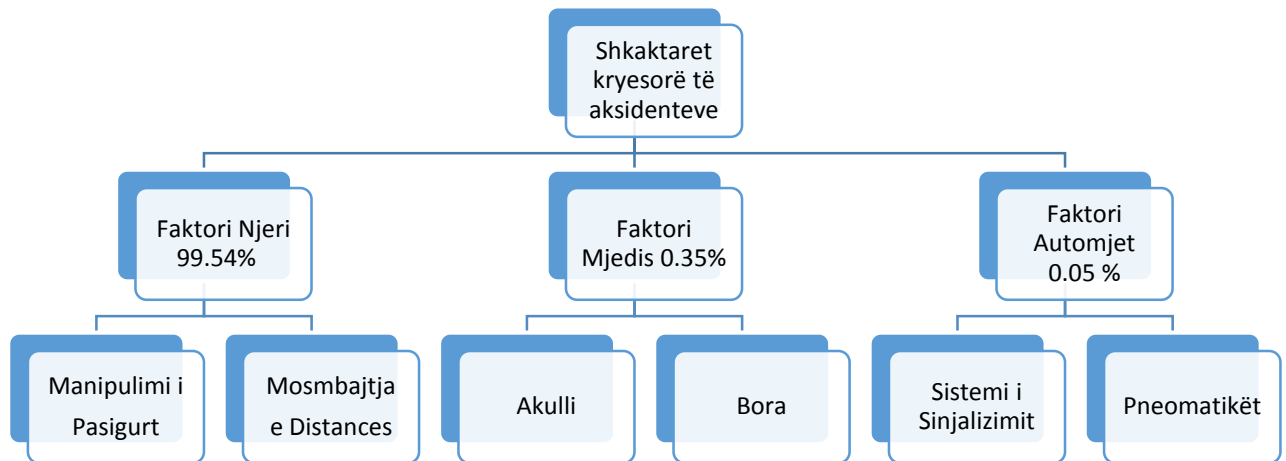 Shkaktaret
kryesorë të
aksidenteve
Faktori Njeri
99.54%
Faktori
Mjedis 0.35%
Faktori
Automjet
0.05 %
Manipulimi i
Pasigurt
Mosmbajtja
e Distances
Akulli
Bora
Sistemi i
Sinjalizimit
Pneomatikët